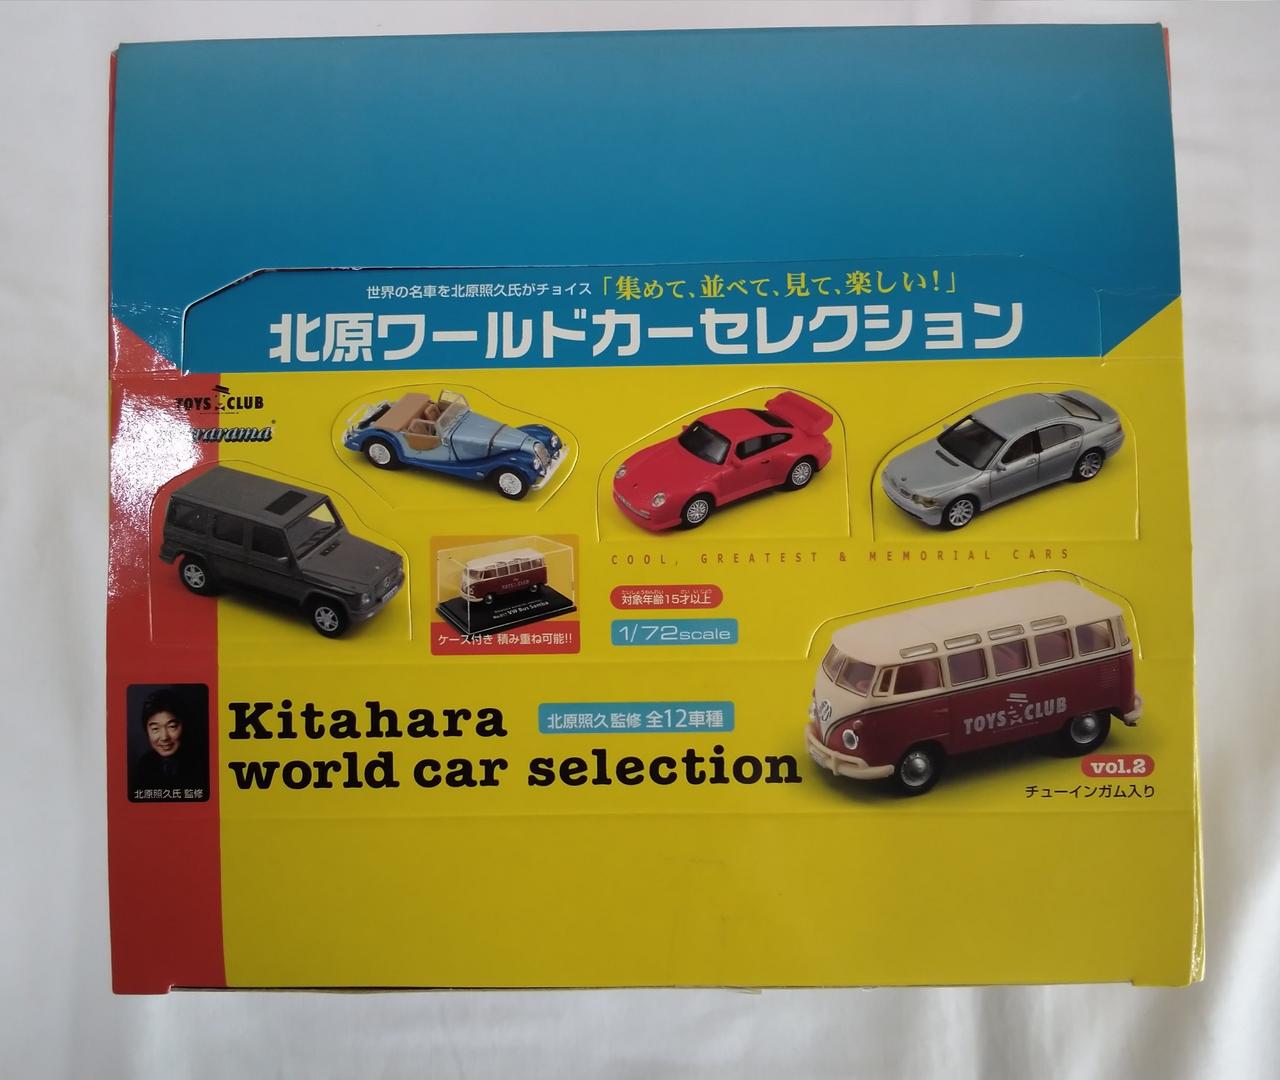 世界の名車を北原照久氏がチョイス「集めて、並べて、見て、楽しい!」
北原ワールドカーセレクション
TOYS CLUB
COOL, GREATEST & MEMORIAL CARS
対象年齢15才以上
1/72scale
TOYS CLUB
VW Bus Samba
ケース付き 積み重ね可能!!
Kitahara
北原照久 監修 全12車種
world car selection
TOYS CLUB
vol.2
チューインガム入り
北原照久氏 監修